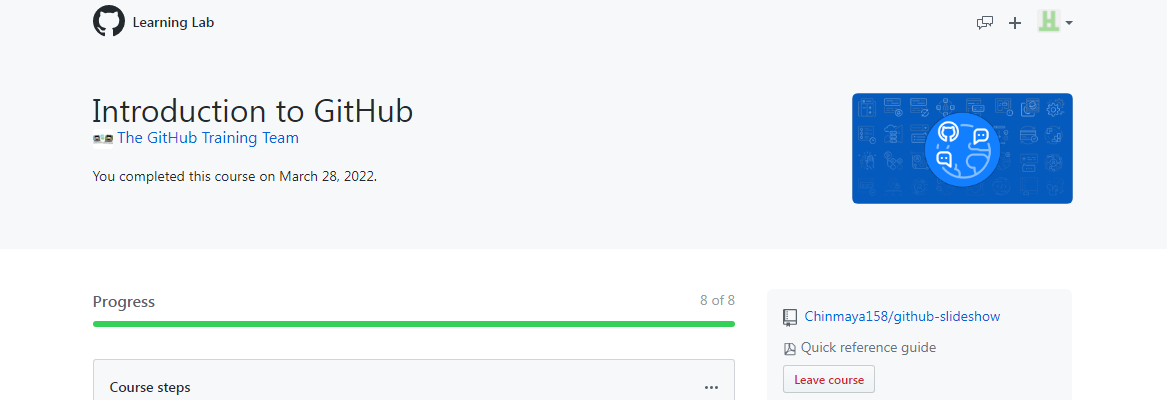 Learning Lab
Introduction to GitHub
The GitHub Training Team
You completed this course on March 28, 2022.
Progress
8 of 8
Course steps
Chinmaya158/github-slideshow
Quick reference guide
Leave course